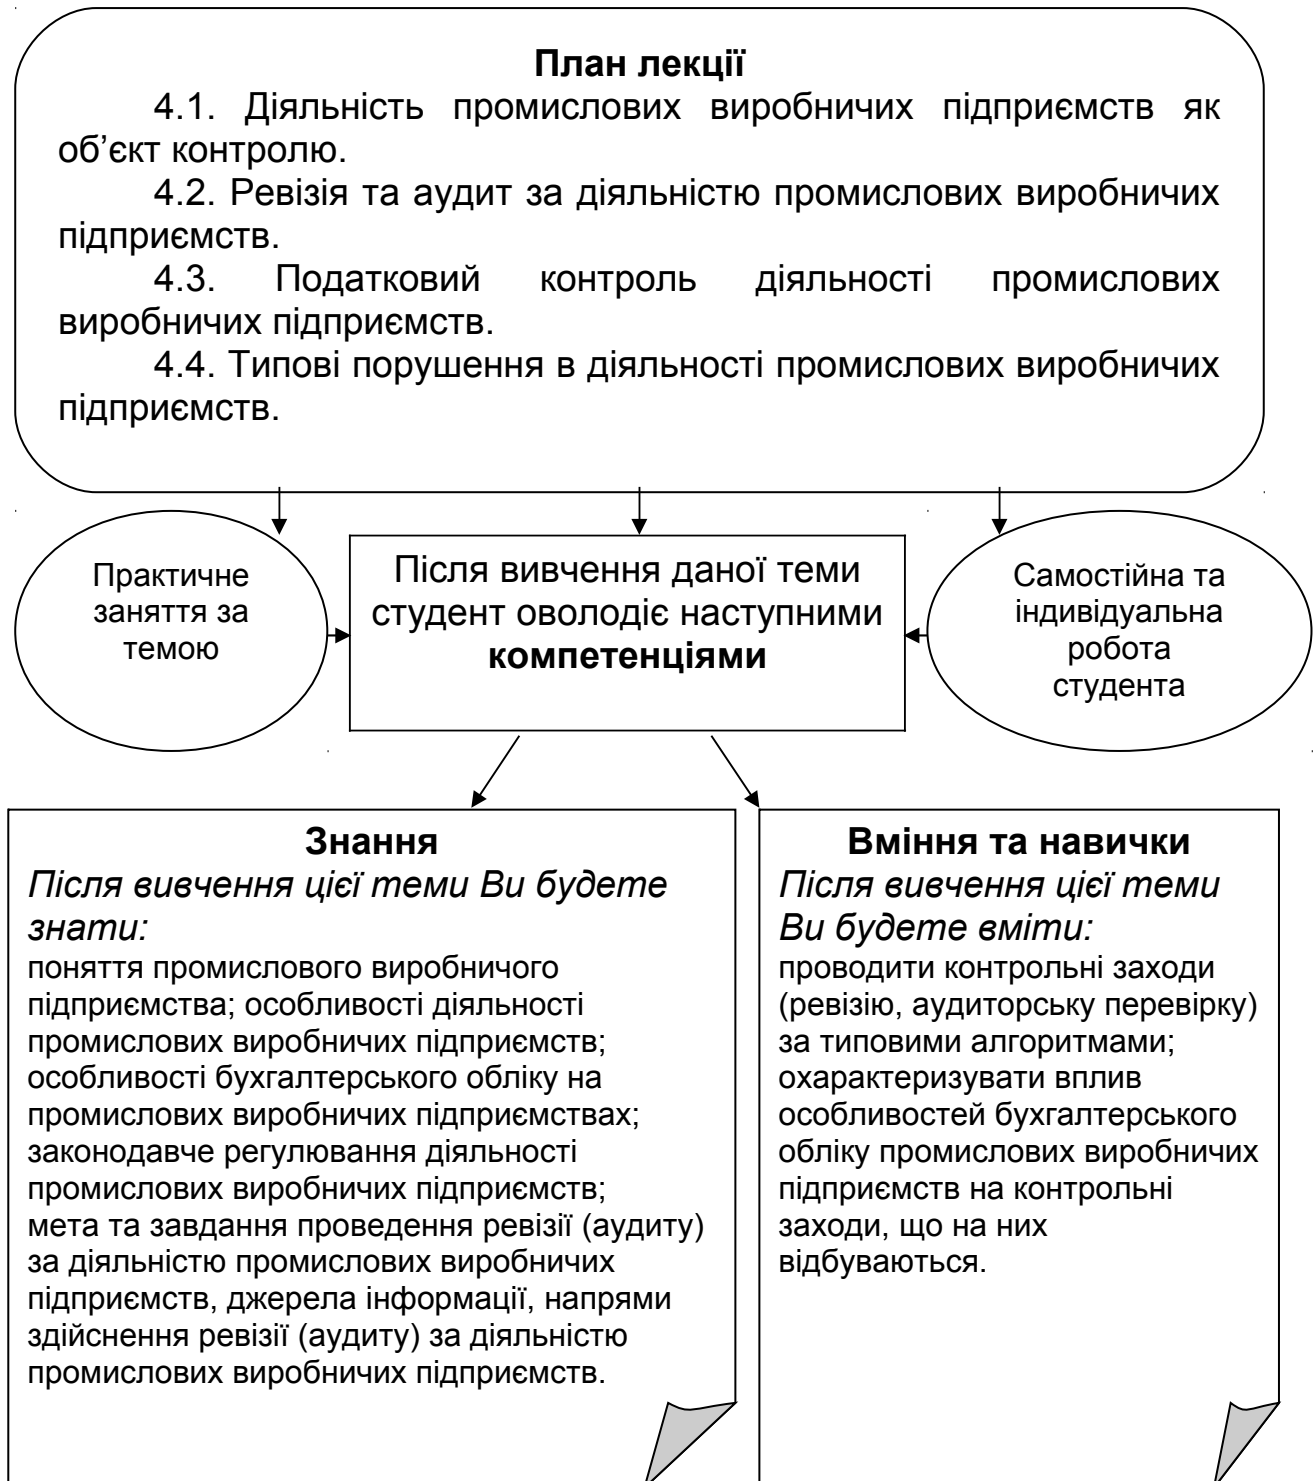 План лекції
4.1. Діяльність промислових виробничих підприємств як
об’єкт контролю.
4.2. Ревізія та аудит за діяльністю промислових виробничих
підприємств.
4.3. Податковий контроль діяльності промислових
виробничих підприємств.
4.4. Типові порушення в діяльності промислових виробничих
підприємств.
Практичне
заняття за
темою
Після вивчення даної теми
студент оволодіє наступними
компетенціями
Самостійна та
індивідуальна
робота
студента
Знання
Після вивчення цієї теми Ви будете
знати:
поняття промислового виробничого
підприємства; особливості діяльності
промислових виробничих підприємств;
особливості бухгалтерського обліку на
промислових виробничих підприємствах;
законодавче регулювання діяльності
промислових виробничих підприємств;
мета та завдання проведення ревізії (аудиту)
за діяльністю промислових виробничих
підприємств, джерела інформації, напрями
здійснення ревізії (аудиту) за діяльністю
промислових виробничих підприємств.
Вміння та навички
Після вивчення цієї теми
Ви будете вміти:
проводити контрольні заходи
(ревізію, аудиторську перевірку)
за типовими алгоритмами;
охарактеризувати вплив
особливостей бухгалтерського
обліку промислових виробничих
підприємств на контрольні
заходи, що на них
відбуваються.